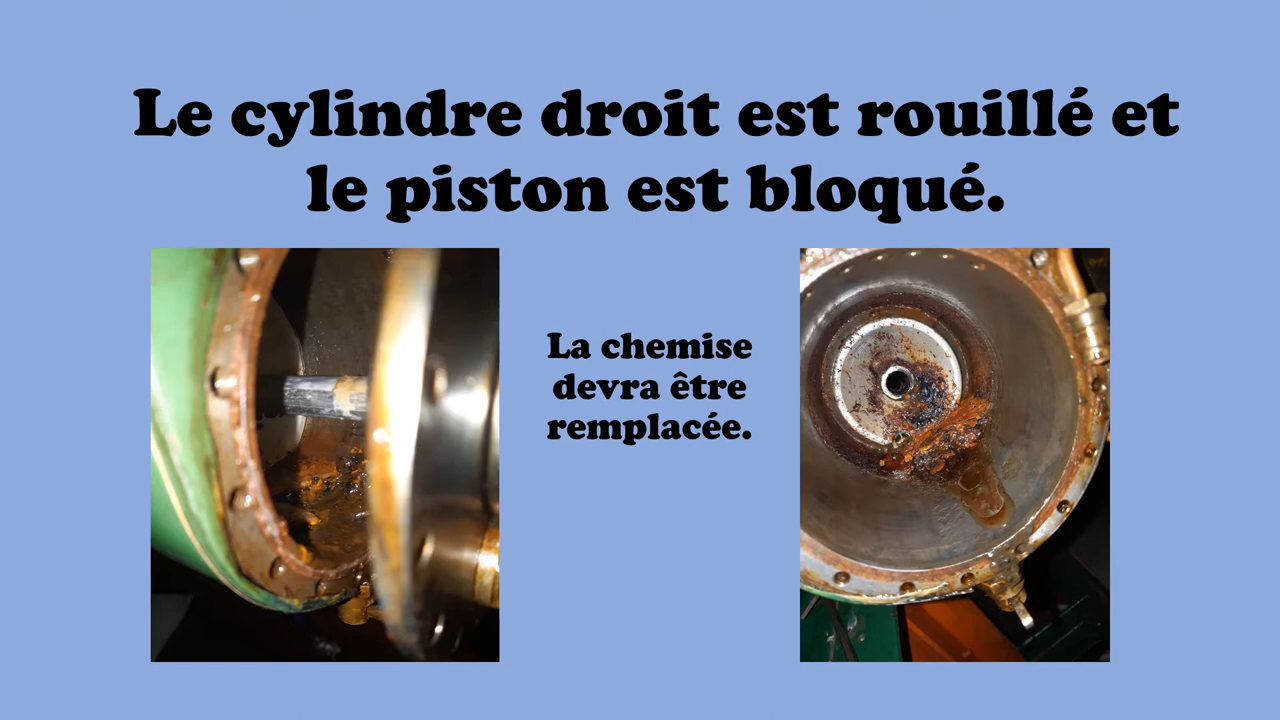 Le cylindre droit est rouillé et
le piston est bloqué.
La chemise
devra être
remplacée.